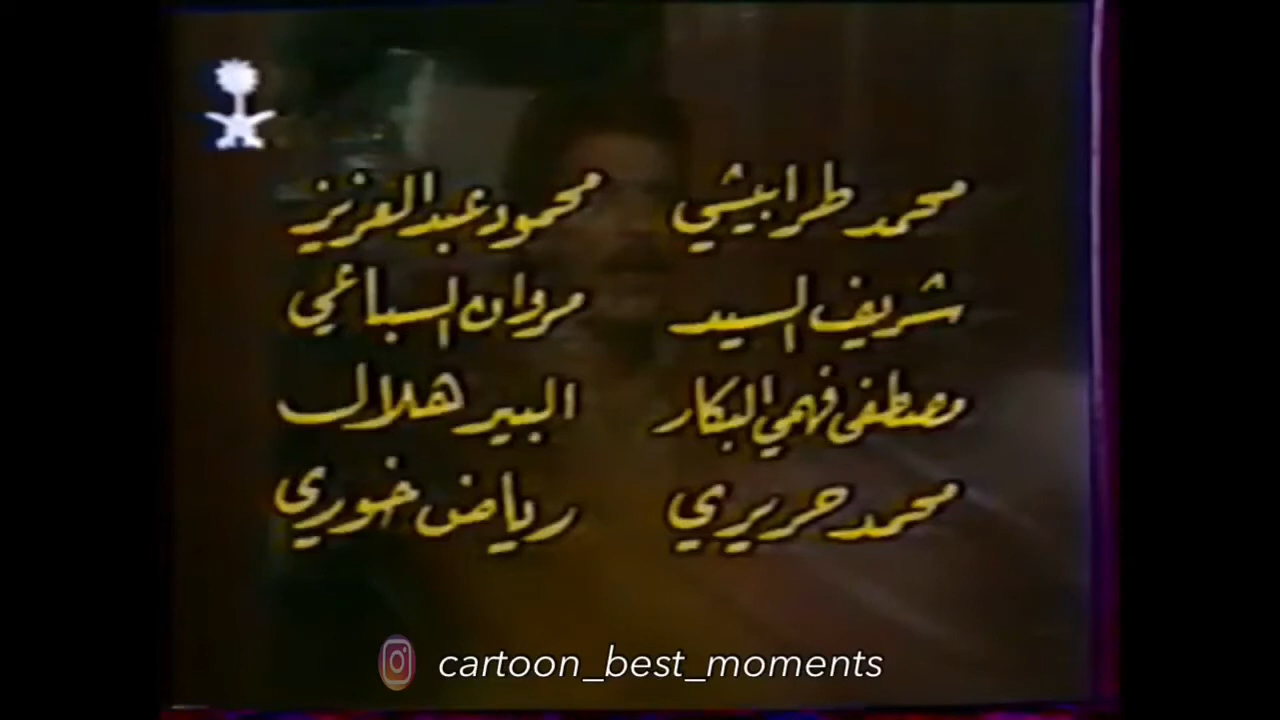 محمد طرابيشي محمود عبد العزيز
شريف السيد مروان السباعي
مصطفى فهمي البكار البير هلال
محمد حريري رياض خوري
cartoon_best_moments